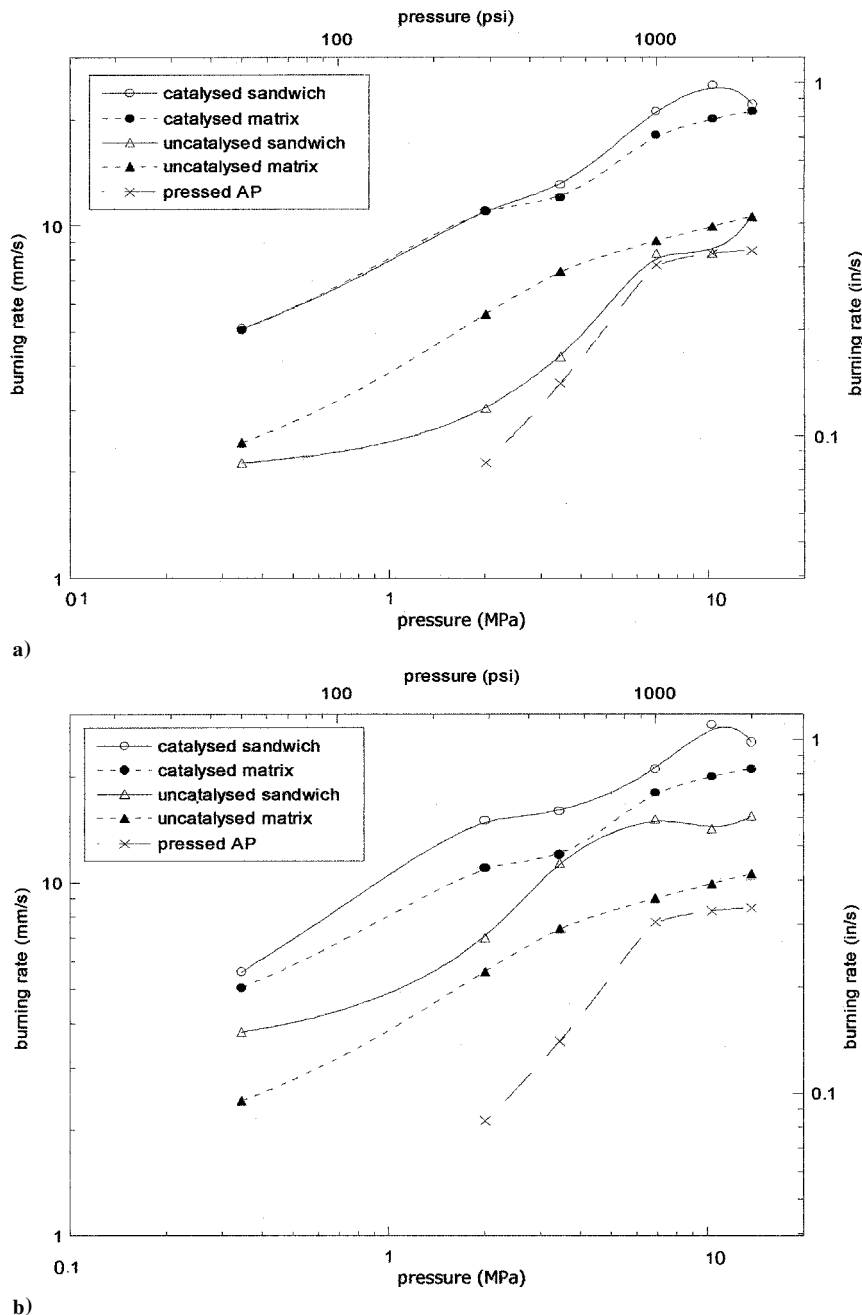 pressure (psi)
100 1000
catalysed sandwich
catalysed matrix
uncatalysed sandwich
uncatalysed matrix
pressed AP
1
10
0.1
1
burning rate (mm/s)
burning rate (in/s)
01 1 10
pressure (MPa)
a)
pressure (psi)
100 1000
catalysed sandwich
catalysed matrix
uncatalysed sandwich
uncatalysed matrix
pressed AP
1
10
0.1
1
burning rate (mm/s)
burning rate (in/s)
0.1 1 10
pressure (MPa)
b)